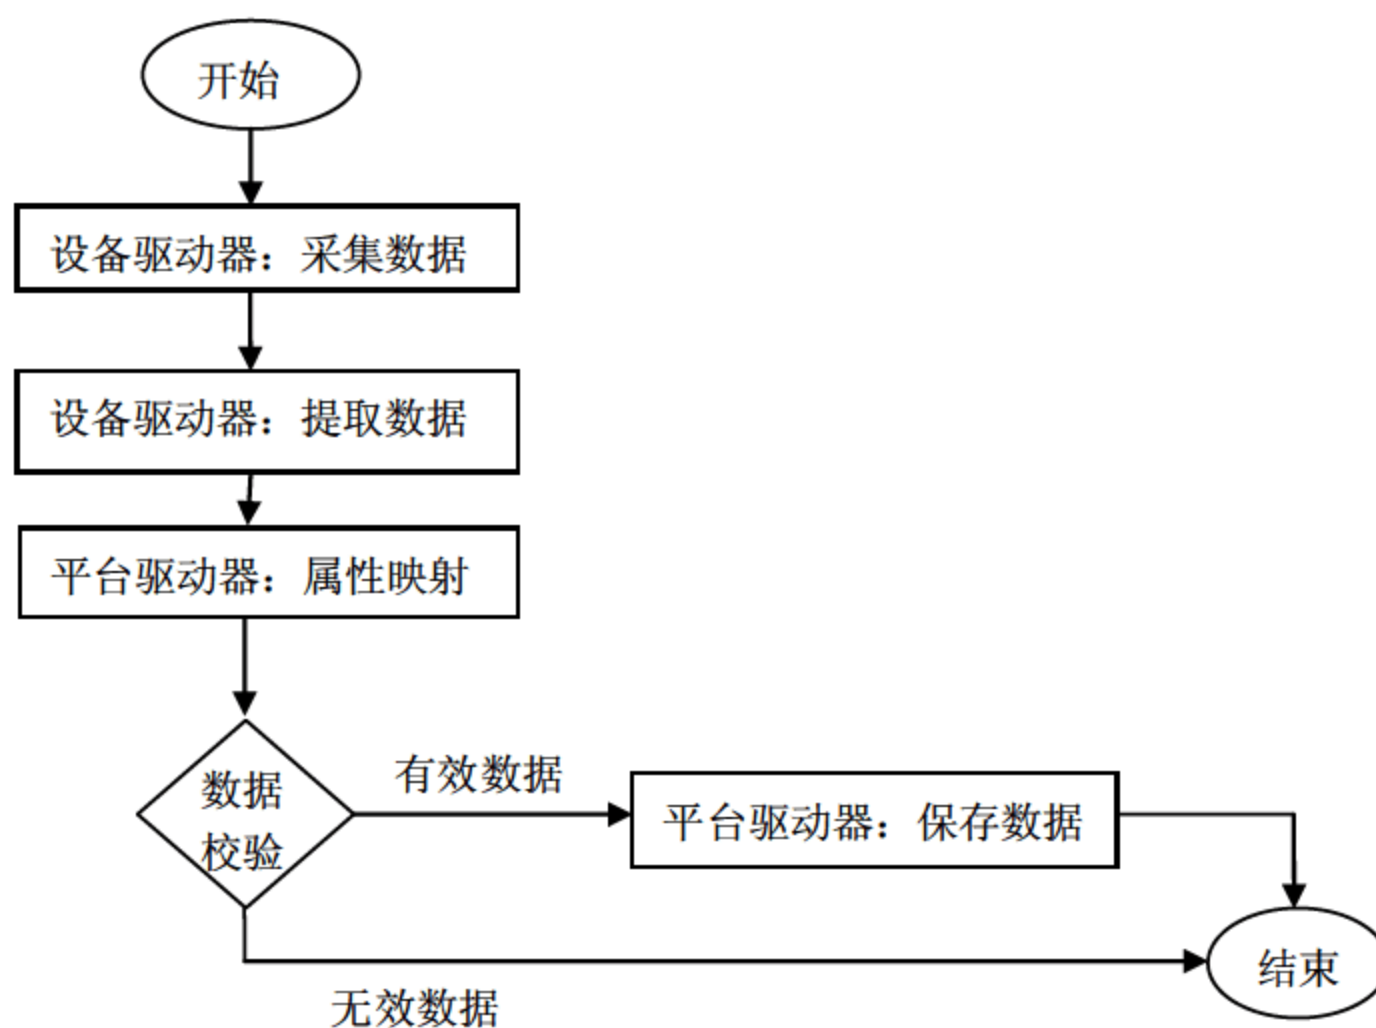 开始
设备驱动器：采集数据
设备驱动器：提取数据
平台驱动器：属性映射
数据
校验
有效数据
平台驱动器：保存数据
无效数据
结束